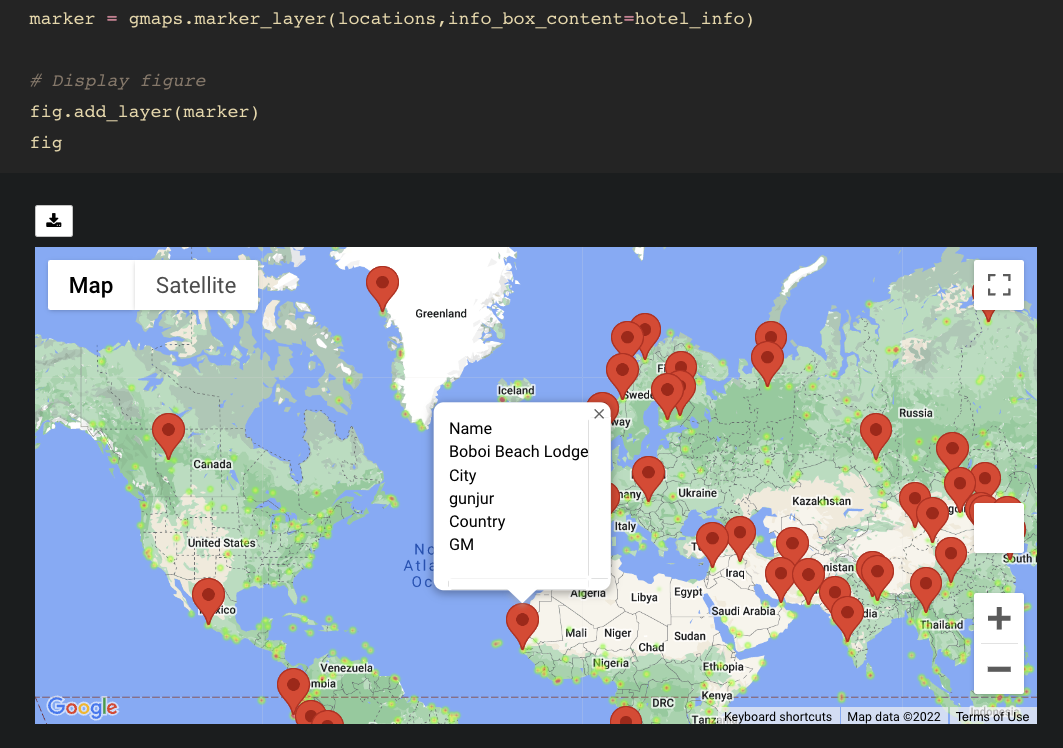 marker = gmaps.marker_layer(locations,info_box_content=hotel_info)
# Display figure
fig.add_layer(marker)
fig
Map
Satellite
Greenland
Iceland
Russia
Canada
Name
Boboi Beach Lodge
City
gunjur
Country
GM
Ukraine
Kazakhstan
United States
Italy
Iraq
Algeria
Libya
Egypt
Saudi Arabia
Mali
Niger
Chad
Sudan
Thailand
Nigeria
Ethiopia
Venezuela
Kenya
DRC
Google
Keyboard shortcuts
Map data ©2022
Terms of Use